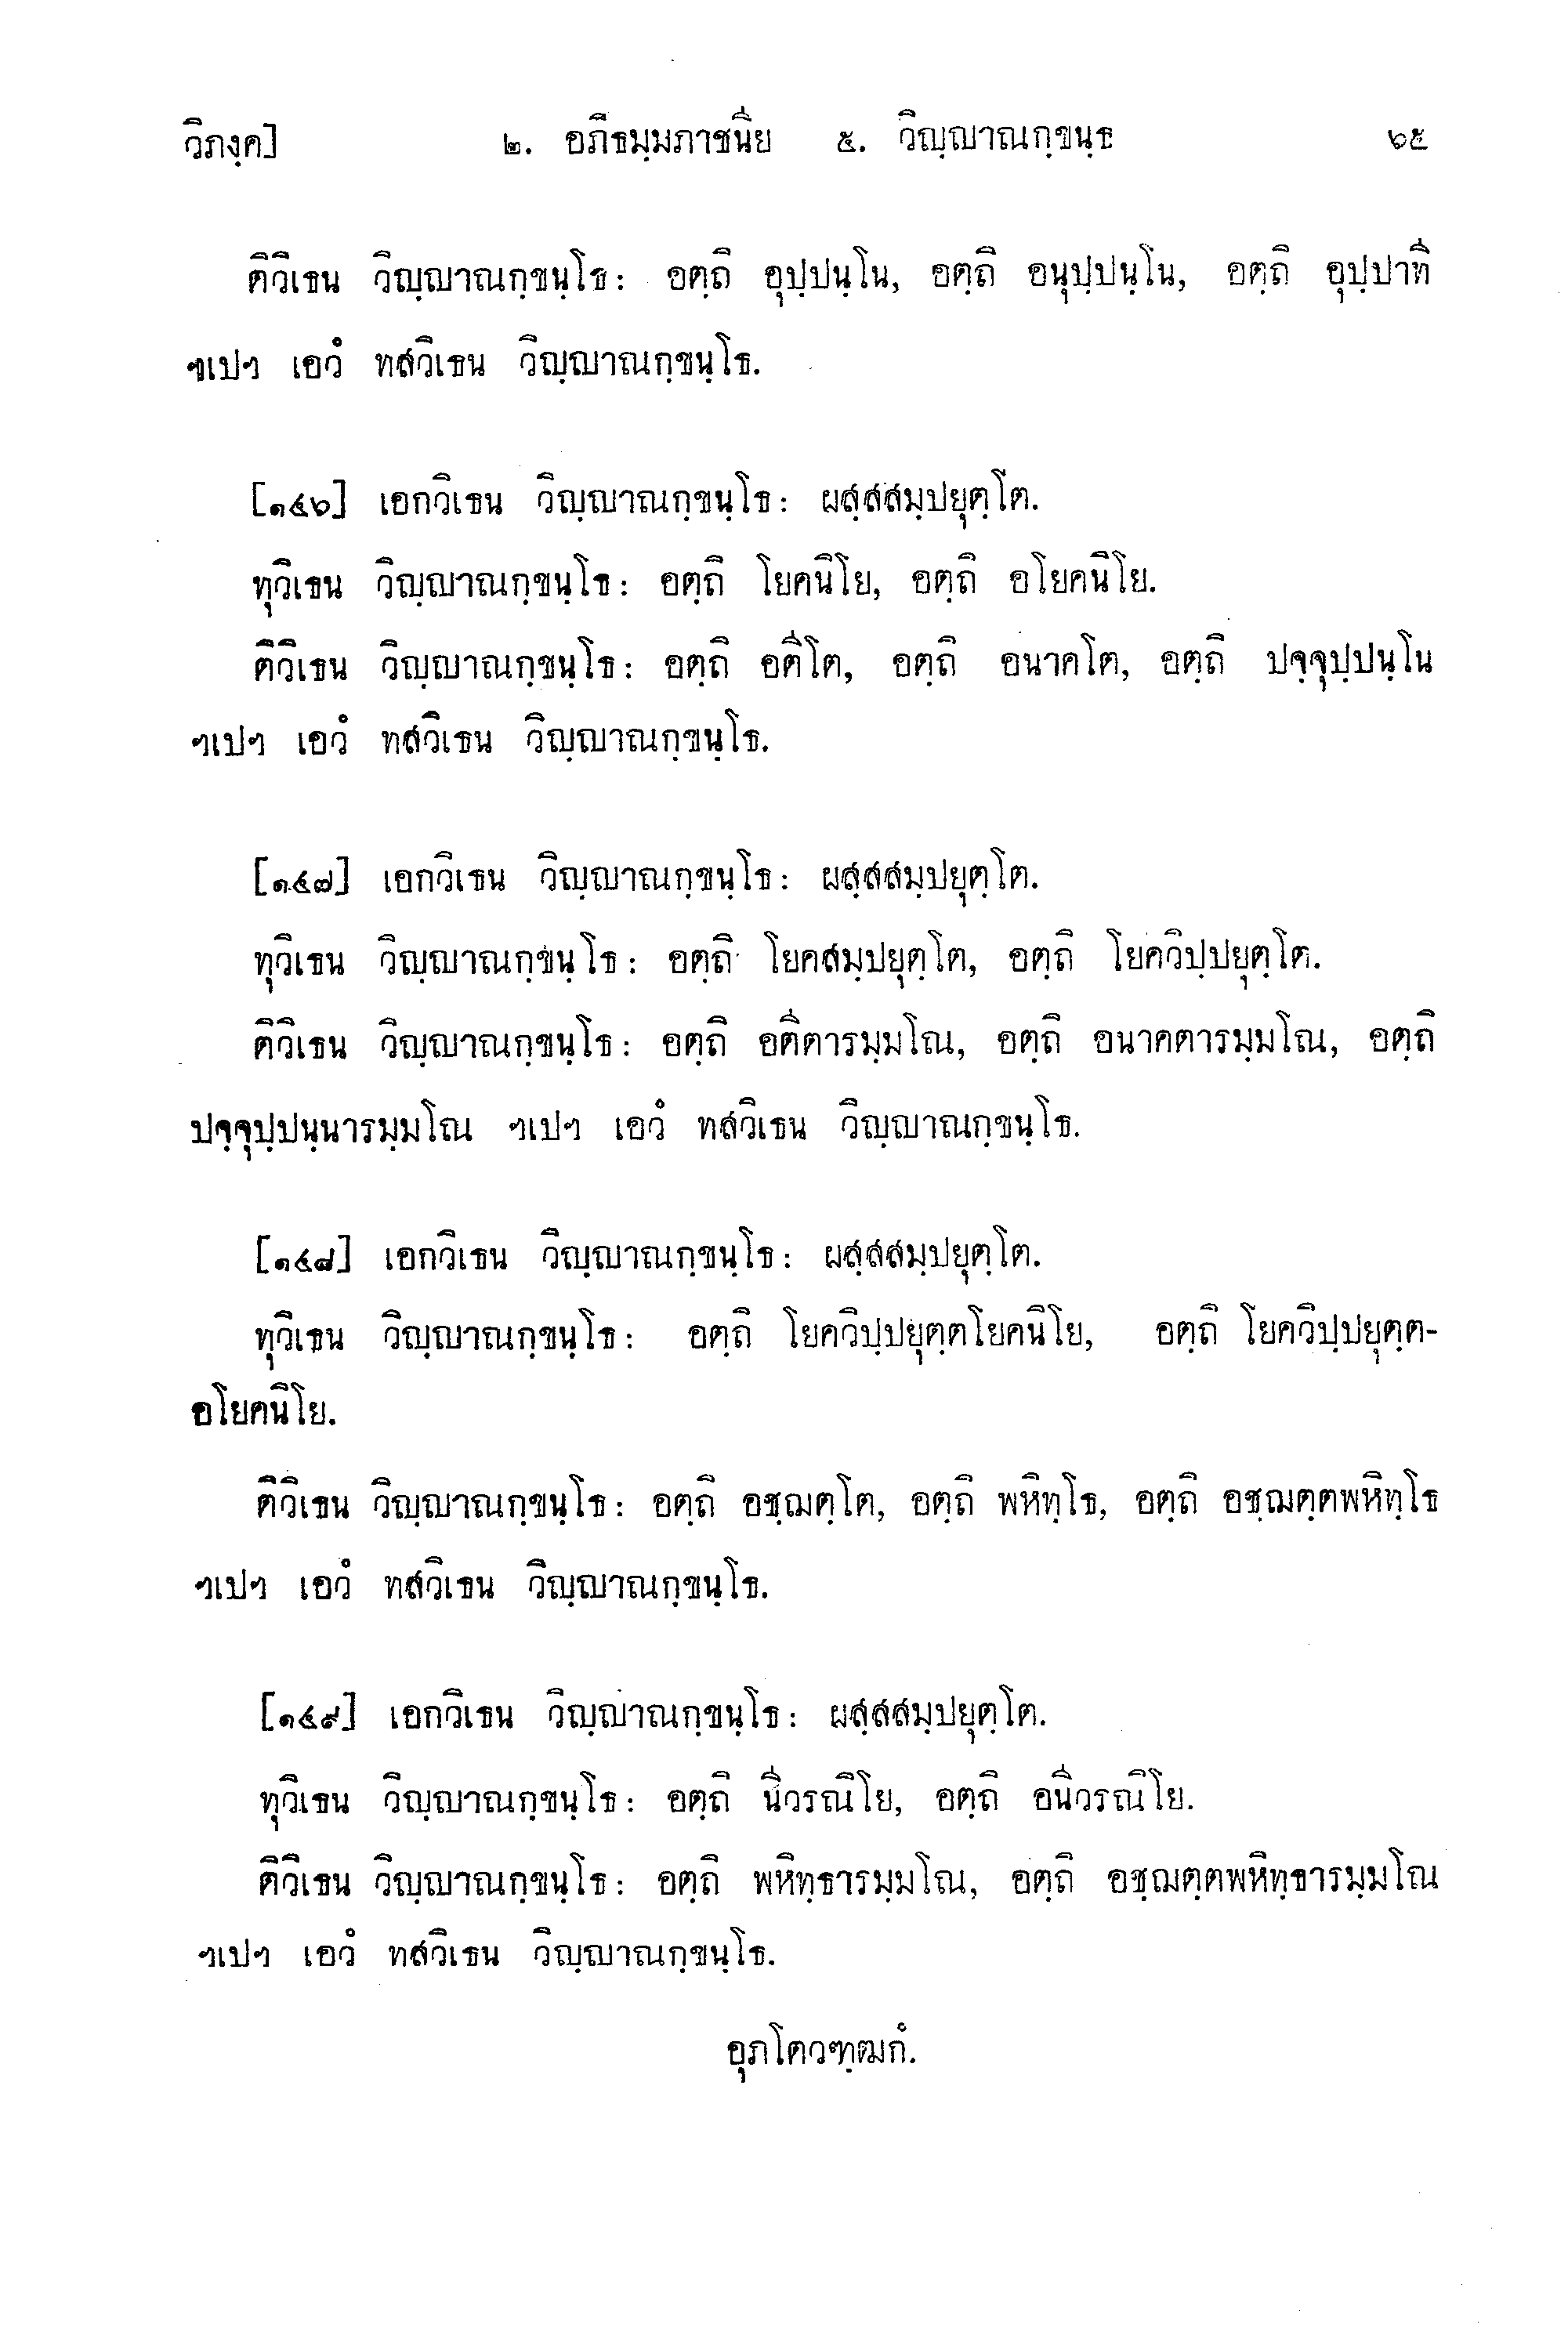 วิภงฺค] ๒. อภิธมฺมภาชนีย ๕. วิญฺญาณกฺขนฺธ ๖๕
ติวิเธน วิญฺญาณกฺขนฺโธ: อตฺถิ อุปฺปนฺโน, อตฺถิ อนุปฺปนฺโน, อตฺถิ อุปฺปาที
ฯเปฯ เอวํ ทสวิเธน วิญฺญาณกฺขนฺโธ.
[๑๔๖] เอกวิเธน วิญฺญาณกฺขนฺโธ: ผสฺสสมฺปยุตฺโต.
ทุวิเธน วิญฺญาณกฺขนฺโธ: อตฺถิ โยคนิโย, อตฺถิ อโยคนิโย.
ติวิเธน วิญฺญาณกฺขนฺโธ: อตฺถิ อตีโต, อตฺถิ อนาคโต, อตฺถิ ปจฺจุปฺปนฺโน
ฯเปฯ เอวํ ทสวิเธน วิญฺญาณกฺขนฺโธ.
[๑๔๗] เอกวิเธน วิญฺญาณกฺขนฺโธ: ผสฺสสมฺปยุตฺโต.
ทุวิเธน วิญฺญาณกฺขนฺโธ: อตฺถิ โยคสมฺปยุตฺโต, อตฺถิ โยควิปฺปยุตฺโต.
ติวิเธน วิญฺญาณกฺขนฺโธ: อตฺถิ อตีตารมฺมโณ, อตฺถิ อนาคตารมฺมโณ, อตฺถิ
ปจฺจุปฺปนฺนารมฺมโณ ฯเปฯ เอวํ ทสวิเธน วิญฺญาณกฺขนฺโธ.
[๑๔๘] เอกวิเธน วิญฺญาณกฺขนฺโธ: ผสฺสสมฺปยุตฺโต.
ทุวิเธน วิญฺญาณกฺขนฺโธ: อตฺถิ โยควิปฺปยุตฺตโยคนิโย, อตฺถิ โยควิปฺปยุตฺต-
อโยคนิโย.
ติวิเธน วิญฺญาณกฺขนฺโธ: อตฺถิ อชฺฌตฺโต, อตฺถิ พหิทฺโธ, อตฺถิ อชฺฌตฺตพหิทฺโธ
ฯเปฯ เอวํ ทสวิเธน วิญฺญาณกฺขนฺโธ.
[๑๔๙] เอกวิเธน วิญฺญาณกฺขนฺโธ: ผสฺสสมฺปยุตฺโต.
ทุวิเธน วิญฺญาณกฺขนฺโธ: อตฺถิ นีวรณิโย, อตฺถิ อนีวรณิโย.
ติวิเธน วิญฺญาณกฺขนฺโธ: อตฺถิ พหิทฺธารมฺมโณ, อตฺถิ อชฺฌตฺตพหิทฺธารมฺมโณ
ฯเปฯ เอวํ ทสวิเธน วิญฺญาณกฺขนฺโธ.
อุภโตวฑฺฒกํ.